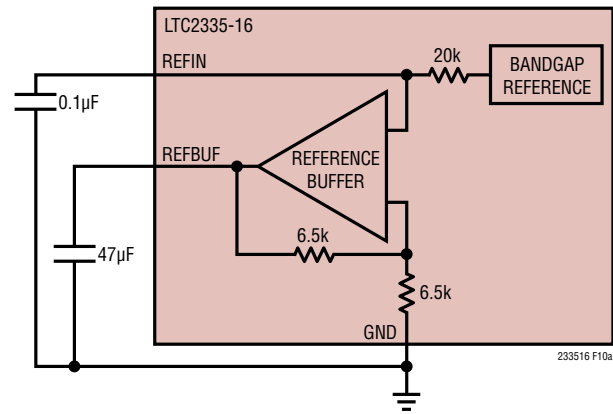 LTC2335-16
REFIN
20k
BANDGAP
REFERENCE
0.1µF
REFBUF
REFERENCE
BUFFER
6.5k
47µF
6.5k
GND
233516 F10a